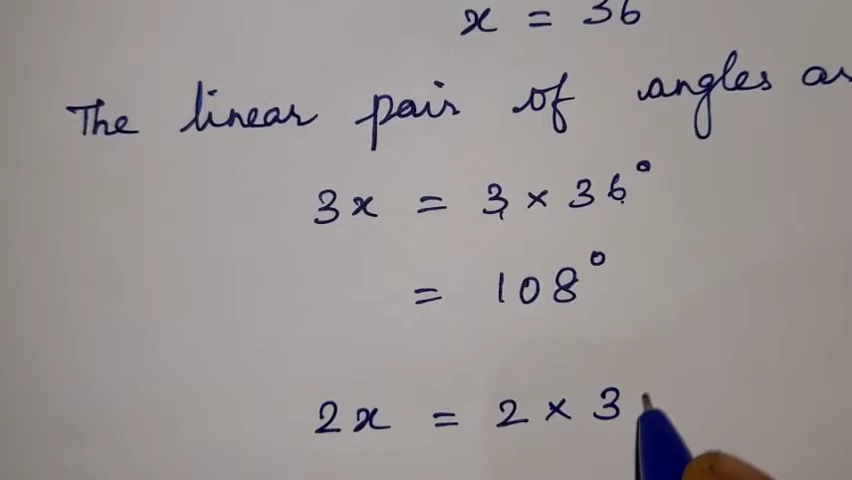 x = 36
The linear pair of angles
3x = 3 × 36°
= 108°
2x = 2 × 3